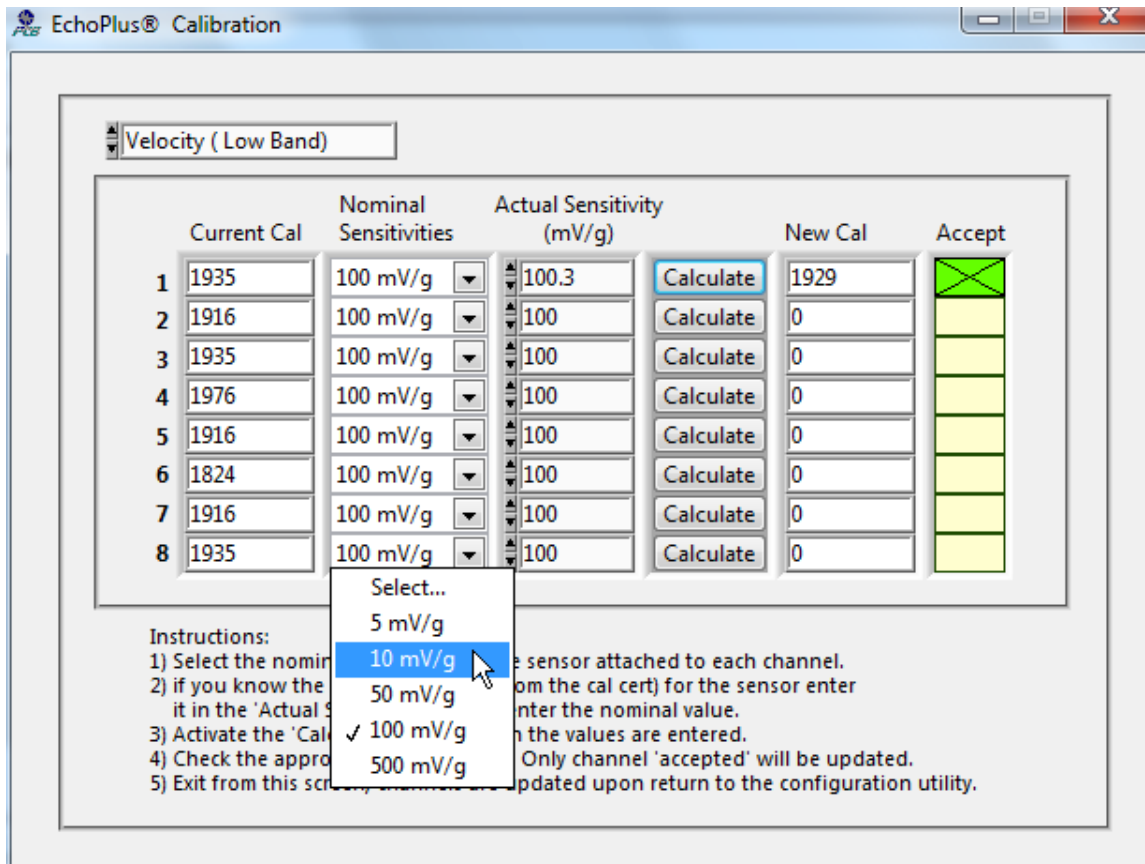 EchoPlus® Calibration
Velocity ( Low Band)
Nominal Actual Sensitivity
Current Cal Sensitivities (mV/g) New Cal Accept
1 1935 100 mV/g 100.3 Calculate 1929
2 1916 100 mV/g 100 Calculate 0
3 1935 100 mV/g 100 Calculate 0
4 1976 100 mV/g 100 Calculate 0
5 1916 100 mV/g 100 Calculate 0
6 1824 100 mV/g 100 Calculate 0
7 1916 100 mV/g 100 Calculate 0
8 1935 100 mV/g 100 Calculate 0
Select...
5 mV/g
10 mV/g
50 mV/g
✓ 100 mV/g
500 mV/g
Instructions:
1) Select the sensor attached to each channel.
2) if you know the cal cert) for the sensor enter
it in the 'Actual enter the nominal value.
3) Activate the the values are entered.
4) Check the Only channel 'accepted' will be updated.
5) Exit from this updated upon return to the configuration utility.